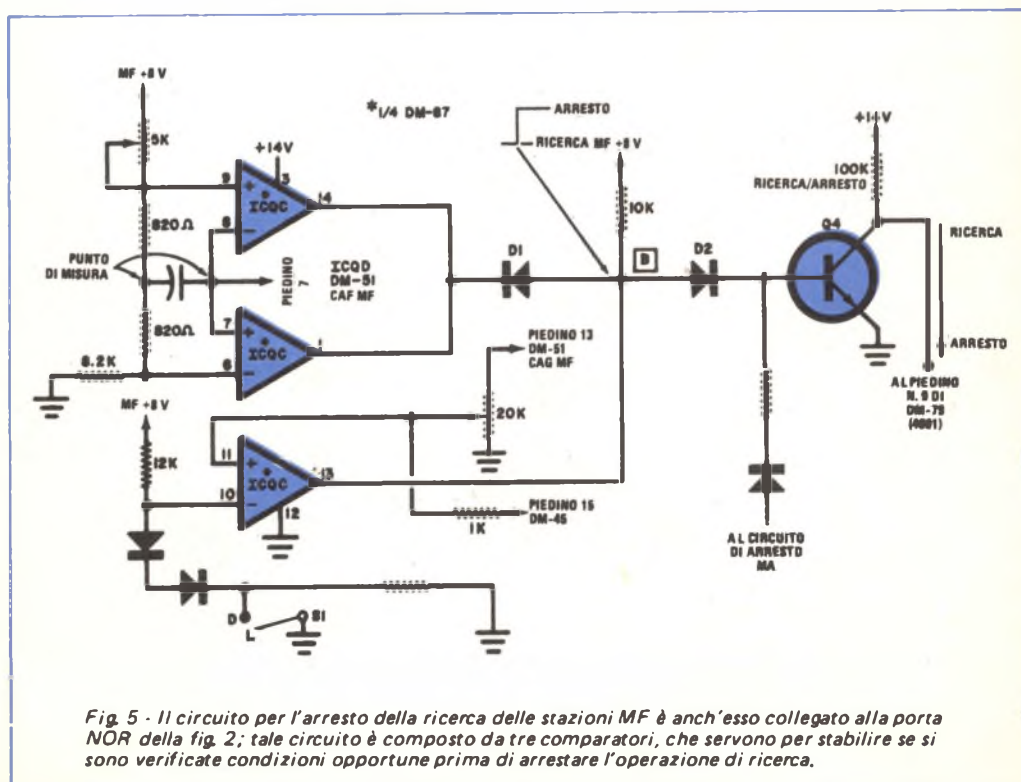 MF +8 V
*1/4 DM-87
ARRESTO
RICERCA MF +8 V
+14V
5K
+14V
3
100K
RICERCA/ARRESTO
9
+
ICQC
14
10K
Q4
8
−
820Ω
RICERCA
PUNTO
DI MISURA
PIEDINO
7
ICQD
DM-51
CAF MF
D1
B
D2
820Ω
7
+
ICQC
1
6
−
8.2K
PIEDINO 13
DM-51
CAG MF
ARRESTO
AL PIEDINO
N. 9 DI
DM-79
(4001)
MF +8 V
20K
12K
11
+
ICQC
13
10
−
12
PIEDINO 15
DM-45
1K
AL CIRCUITO
DI ARRESTO
MA
D
L
S1
Fig. 5 - Il circuito per l'arresto della ricerca delle stazioni MF è anch'esso collegato alla porta
NOR della fig. 2; tale circuito è composto da tre comparatori, che servono per stabilire se si
sono verificate condizioni opportune prima di arrestare l'operazione di ricerca.